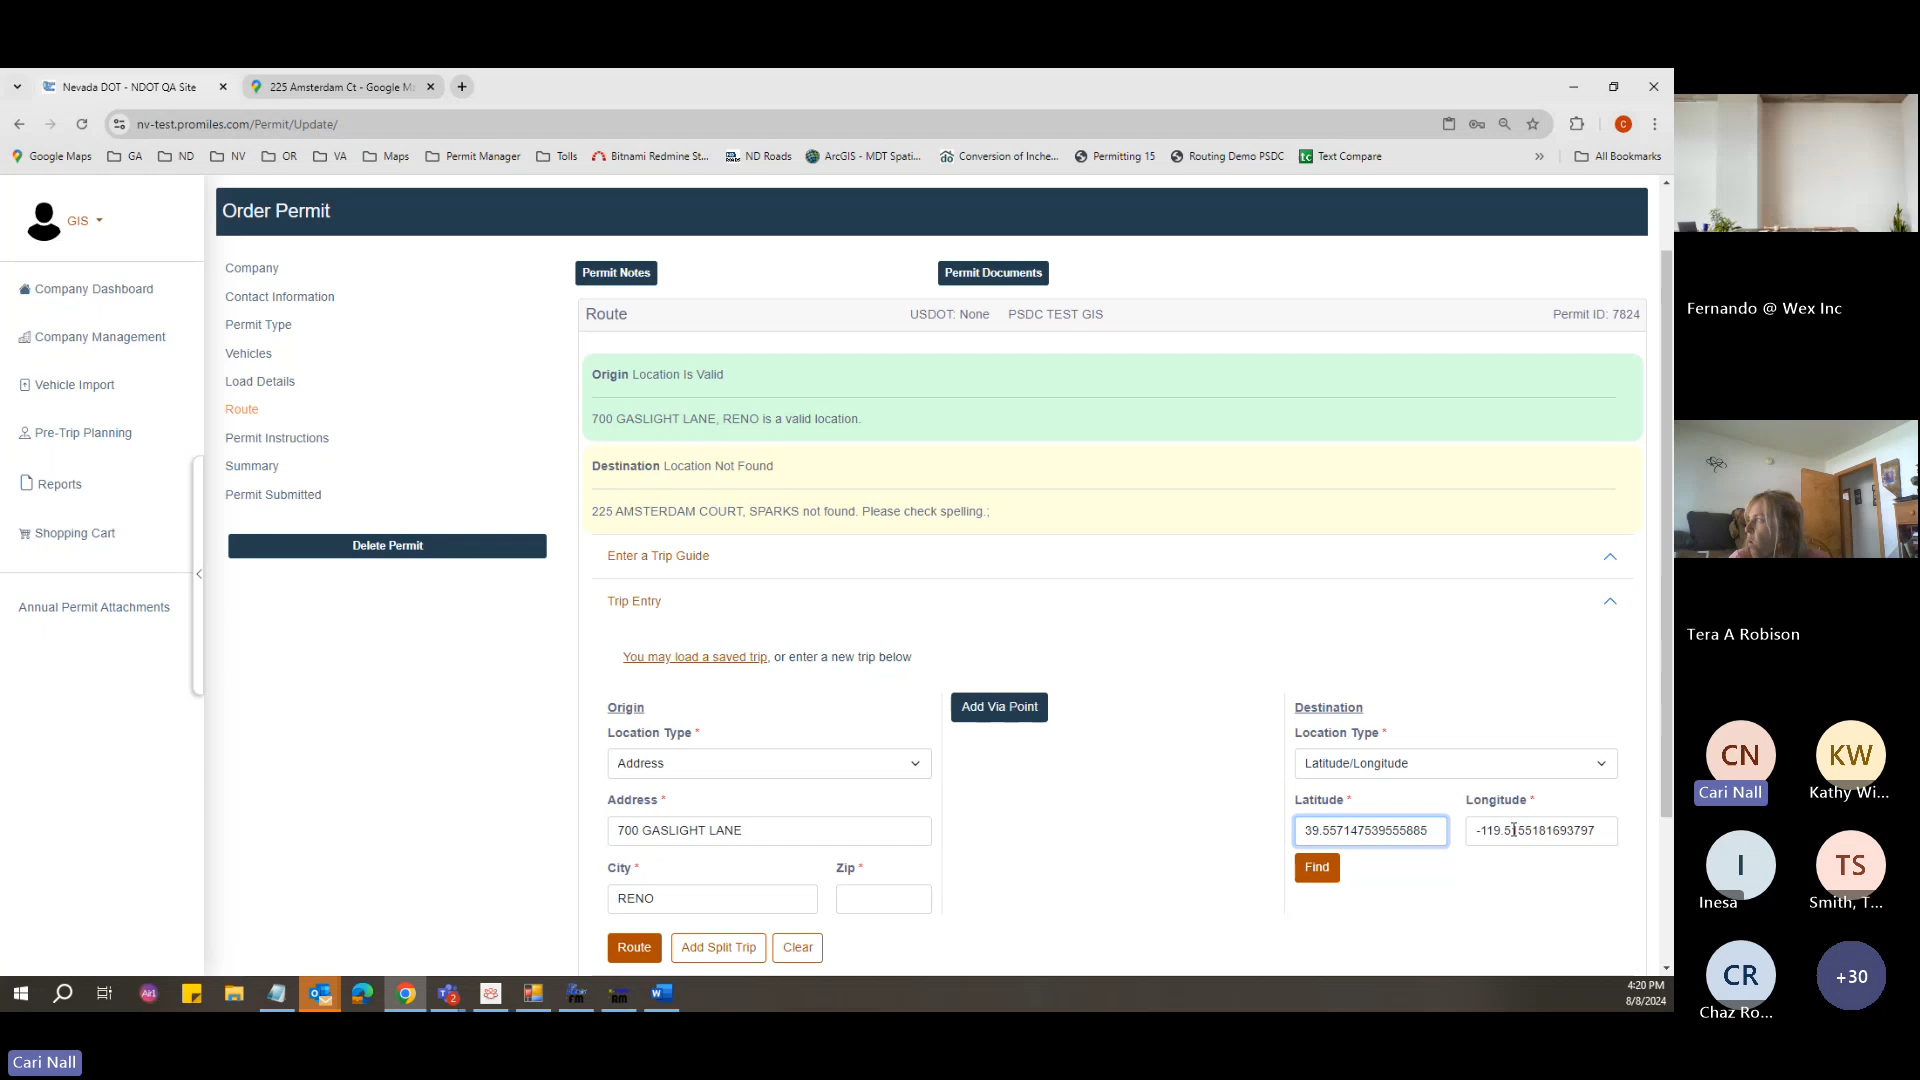 Nevada DOT - NDOT QA Site
225 Amsterdam Ct - Google M
nv-test.promiles.com/Permit/Update/
C
Google Maps GA ND NV OR VA Maps Permit Manager Tolls Bitnami Redmine St... ND Roads ArcGIS - MDT Spati... Conversion of Inche... Permitting 15 Routing Demo PSDC Text Compare » All Bookmarks
GIS
Company Dashboard
Company Management
Vehicle Import
Pre-Trip Planning
Reports
Shopping Cart
Annual Permit Attachments
Order Permit
Company
Contact Information
Permit Type
Vehicles
Load Details
Route
Permit Instructions
Summary
Permit Submitted
Delete Permit
Permit Notes
Permit Documents
Route USDOT: None PSDC TEST GIS Permit ID: 7824
Origin Location Is Valid
700 GASLIGHT LANE, RENO is a valid location.
Destination Location Not Found
225 AMSTERDAM COURT, SPARKS not found. Please check spelling.;
Enter a Trip Guide
Trip Entry
You may load a saved trip, or enter a new trip below
Origin
Location Type *
Address
Address *
700 GASLIGHT LANE
City *
Zip *
RENO
Route
Add Split Trip
Clear
Add Via Point
Destination
Location Type *
Latitude/Longitude
Latitude *
Longitude *
39.557147539555885
Find
4:20 PM
8/8/2024
Fernando @ Wex Inc
Tera A Robison
CN
Cari Nall
KW
Kathy Wi...
I
Inesa
TS
Smith, T...
CR
Chaz Ro...
+30
Cari Nall